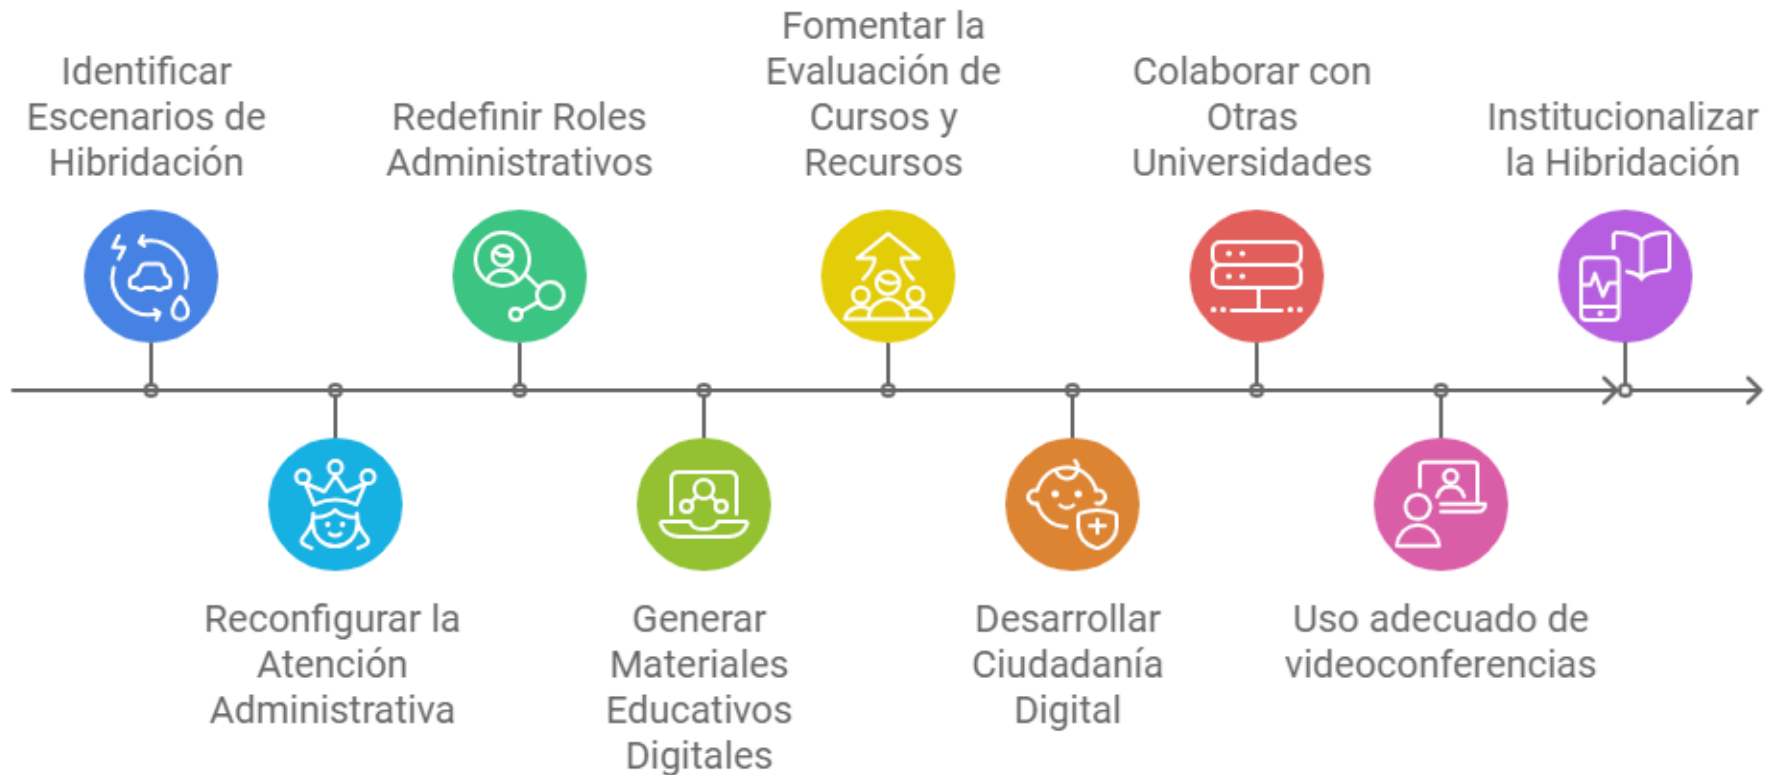 Identificar
Escenarios de
Hibridación
Reconfigurar la
Atención
Administrativa
Redefinir Roles
Administrativos
Generar
Materiales
Educativos
Digitales
Fomentar la
Evaluación de
Cursos y
Recursos
Desarrollar
Ciudadanía
Digital
Colaborar con
Otras
Universidades
Uso adecuado de
videoconferencias
Institucionalizar
la Hibridación